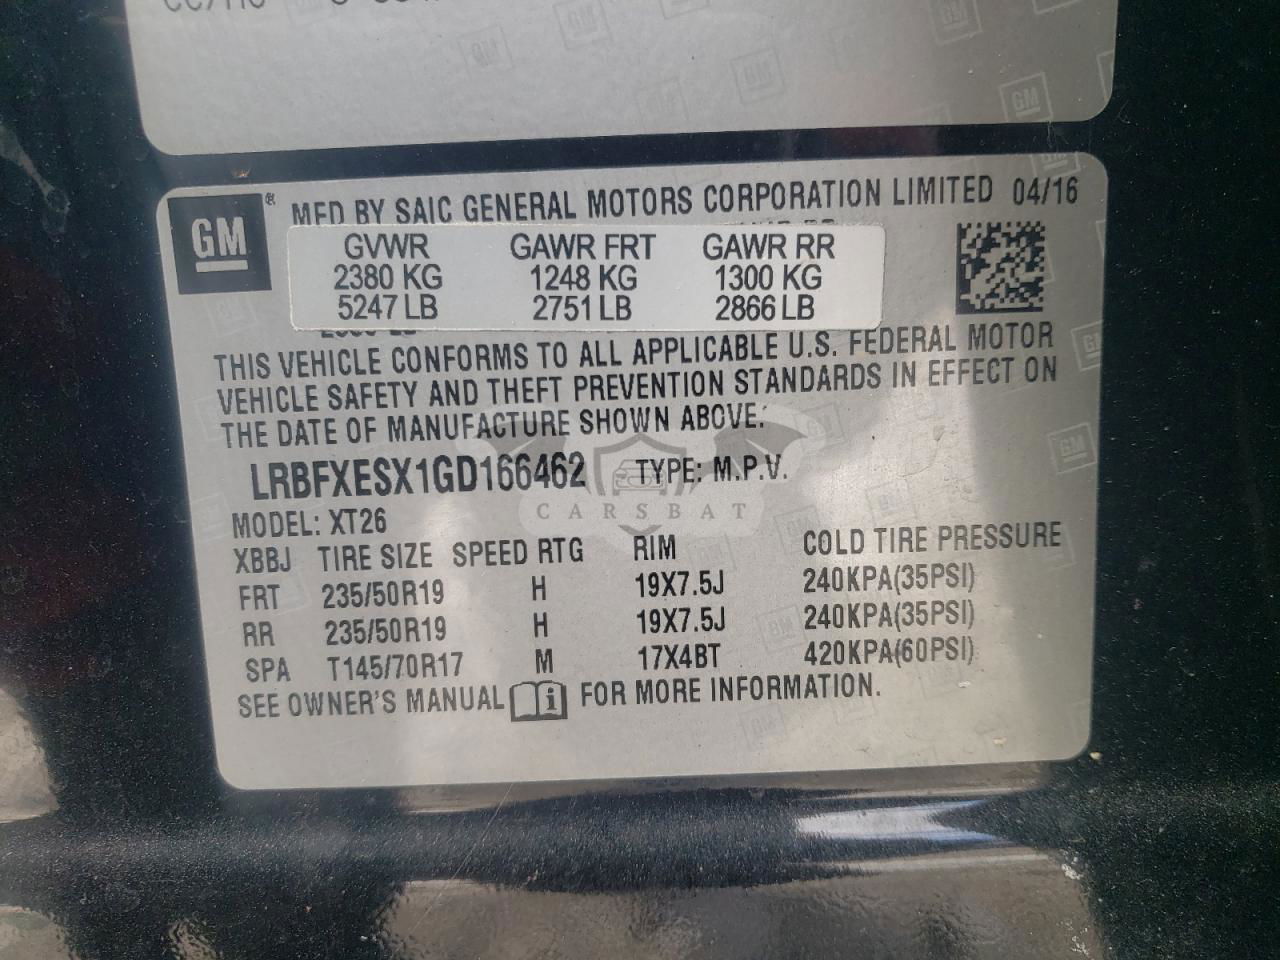 GM ® MFD BY SAIC GENERAL MOTORS CORPORATION LIMITED 04/16
GVWR GAWR FRT GAWR RR
2380 KG 1248 KG 1300 KG
5247 LB 2751 LB 2866 LB
THIS VEHICLE CONFORMS TO ALL APPLICABLE U.S. FEDERAL MOTOR
VEHICLE SAFETY AND THEFT PREVENTION STANDARDS IN EFFECT ON
THE DATE OF MANUFACTURE SHOWN ABOVE.
LRBFXESX1GD166462 TYPE: M.P.V.
CARSBAT
MODEL: XT26
XBBJ TIRE SIZE SPEED RTG RIM COLD TIRE PRESSURE
FRT 235/50R19 H 19X7.5J 240KPA(35PSI)
RR 235/50R19 H 19X7.5J 240KPA(35PSI)
SPA T145/70R17 M 17X4BT 420KPA(60PSI)
SEE OWNER'S MANUAL i FOR MORE INFORMATION.